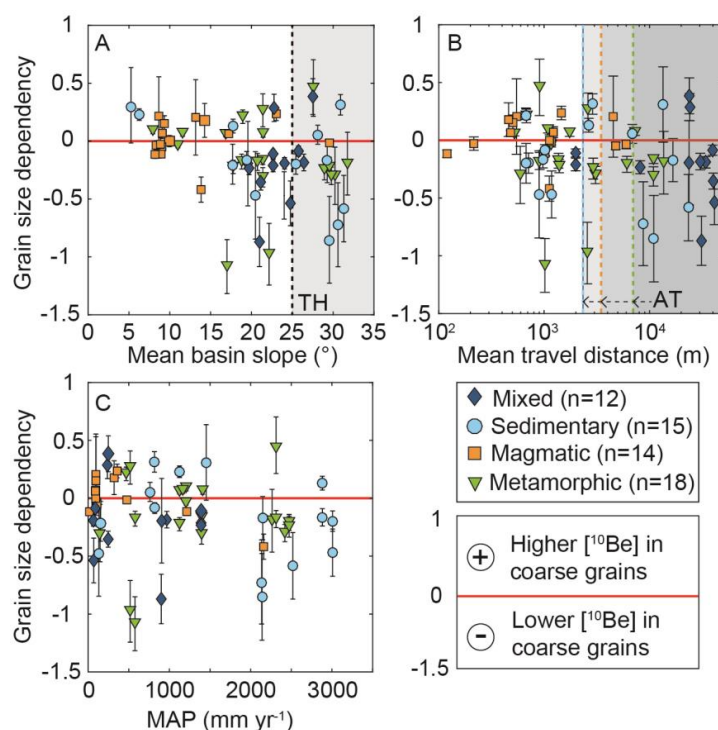 A
Grain size dependency
1
0.5
0
-0.5
-1
-1.5
0 5 10 15 20 25 30 35
Mean basin slope (°)
TH
B
1
0.5
0
-0.5
-1
-1.5
10² 10³ 10⁴
Mean travel distance (m)
AT
C
Grain size dependency
1
0.5
0
-0.5
-1
-1.5
0 1000 2000 3000
MAP (mm yr⁻¹)
Mixed (n=12)
Sedimentary (n=15)
Magmatic (n=14)
Metamorphic (n=18)
1
+ Higher [¹⁰Be] in
coarse grains
0
- Lower [¹⁰Be] in
coarse grains
-1.5